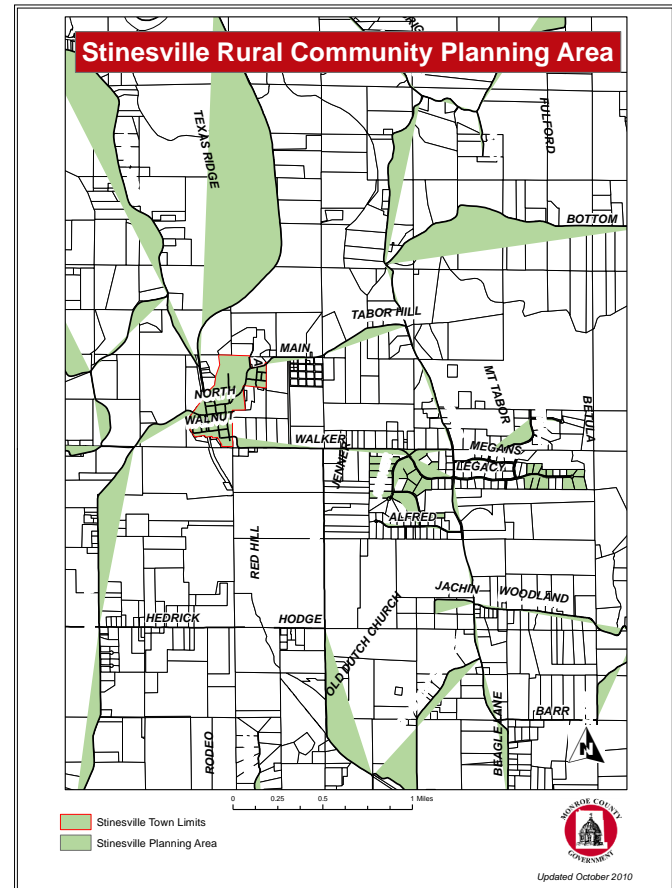 Stinesville Rural Community Planning Area
TEXAS RIDGE
FULFORD
BOTTOM
TABOR HILL
MAIN
A
NORTH
MT TABOR
BETULA
WALNUT
WALKER
MEGANS
JENNER
LEGACY
ALFRED
RED HILL
JACHIN
WOODLAND
HEDRICK
HODGE
OLD DUTCH CHURCH
BARR
RODEO
BEAGLE LANE
N
0 0.25 0.5 1 Miles
Stinesville Town Limits
Stinesville Planning Area
MONROE COUNTY
GOVERNMENT
Updated October 2010